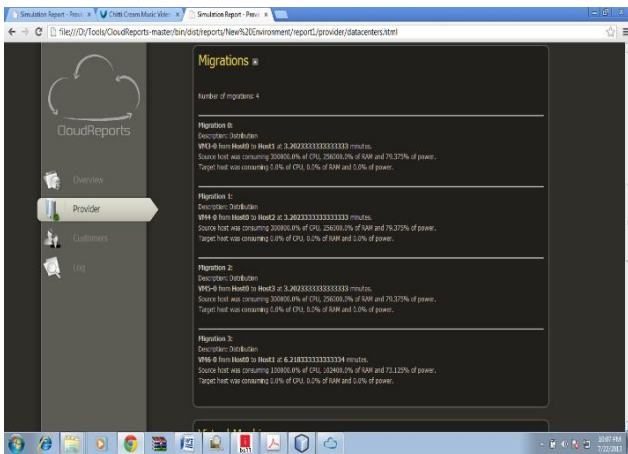 Simulation Report - Provi
Chitti Cream Music Video
Simulation Report - Provi
file:///D:/Tools/CloudReports-master/bin/dist/reports/New%20Environment/report1/provider/datacenters.html
Migrations
Number of migrations: 4
CloudReports
Overview
Provider
Customers
Log
Migration 0:
Description: Distribution
VM3-0 from Host0 to Host1 at 3.2023333333333333 minutes.
Source host was consuming 300000.0% of CPU, 256000.0% of RAM and 79.375% of power.
Target host was consuming 0.0% of CPU, 0.0% of RAM and 0.0% of power.
Migration 1:
Description: Distribution
VM4-0 from Host0 to Host2 at 3.2023333333333333 minutes.
Source host was consuming 300000.0% of CPU, 256000.0% of RAM and 79.375% of power.
Target host was consuming 0.0% of CPU, 0.0% of RAM and 0.0% of power.
Migration 2:
Description: Distribution
VM5-0 from Host0 to Host3 at 3.2023333333333333 minutes.
Source host was consuming 300000.0% of CPU, 256000.0% of RAM and 79.375% of power.
Target host was consuming 0.0% of CPU, 0.0% of RAM and 0.0% of power.
Migration 3:
Description: Distribution
VM6-0 from Host0 to Host1 at 6.218333333333334 minutes.
Source host was consuming 100000.0% of CPU, 102400.0% of RAM and 73.125% of power.
Target host was consuming 0.0% of CPU, 0.0% of RAM and 0.0% of power.
10:07 PM
7/22/2013